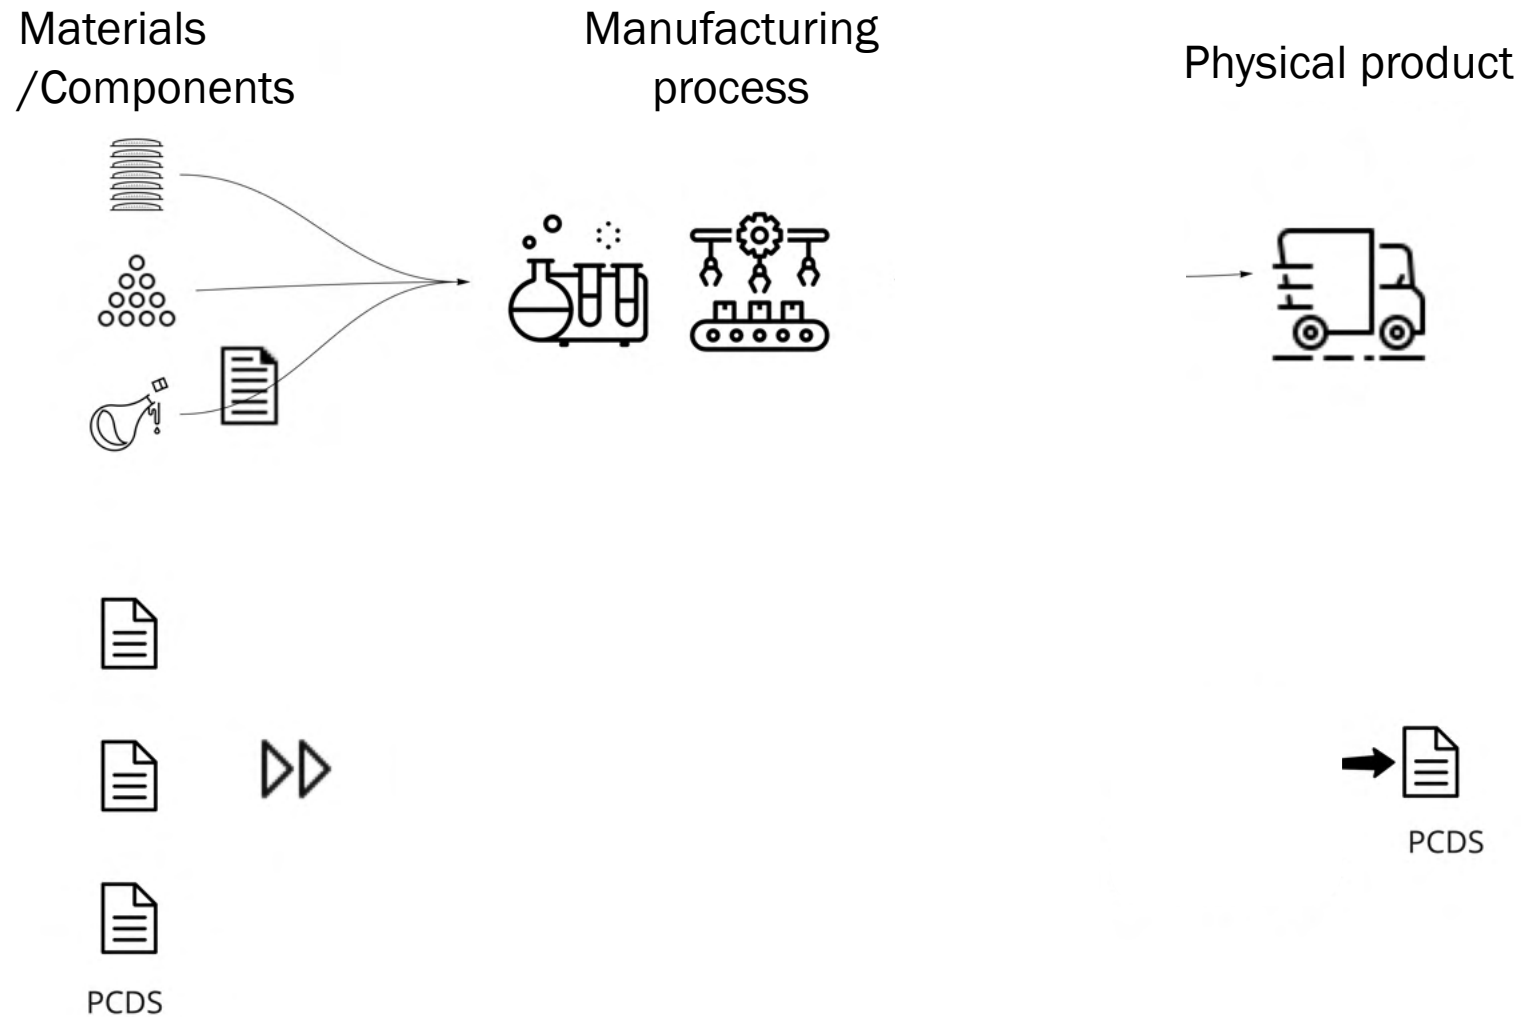 Materials
/Components
Manufacturing
process
Physical product
PCDS
PCDS